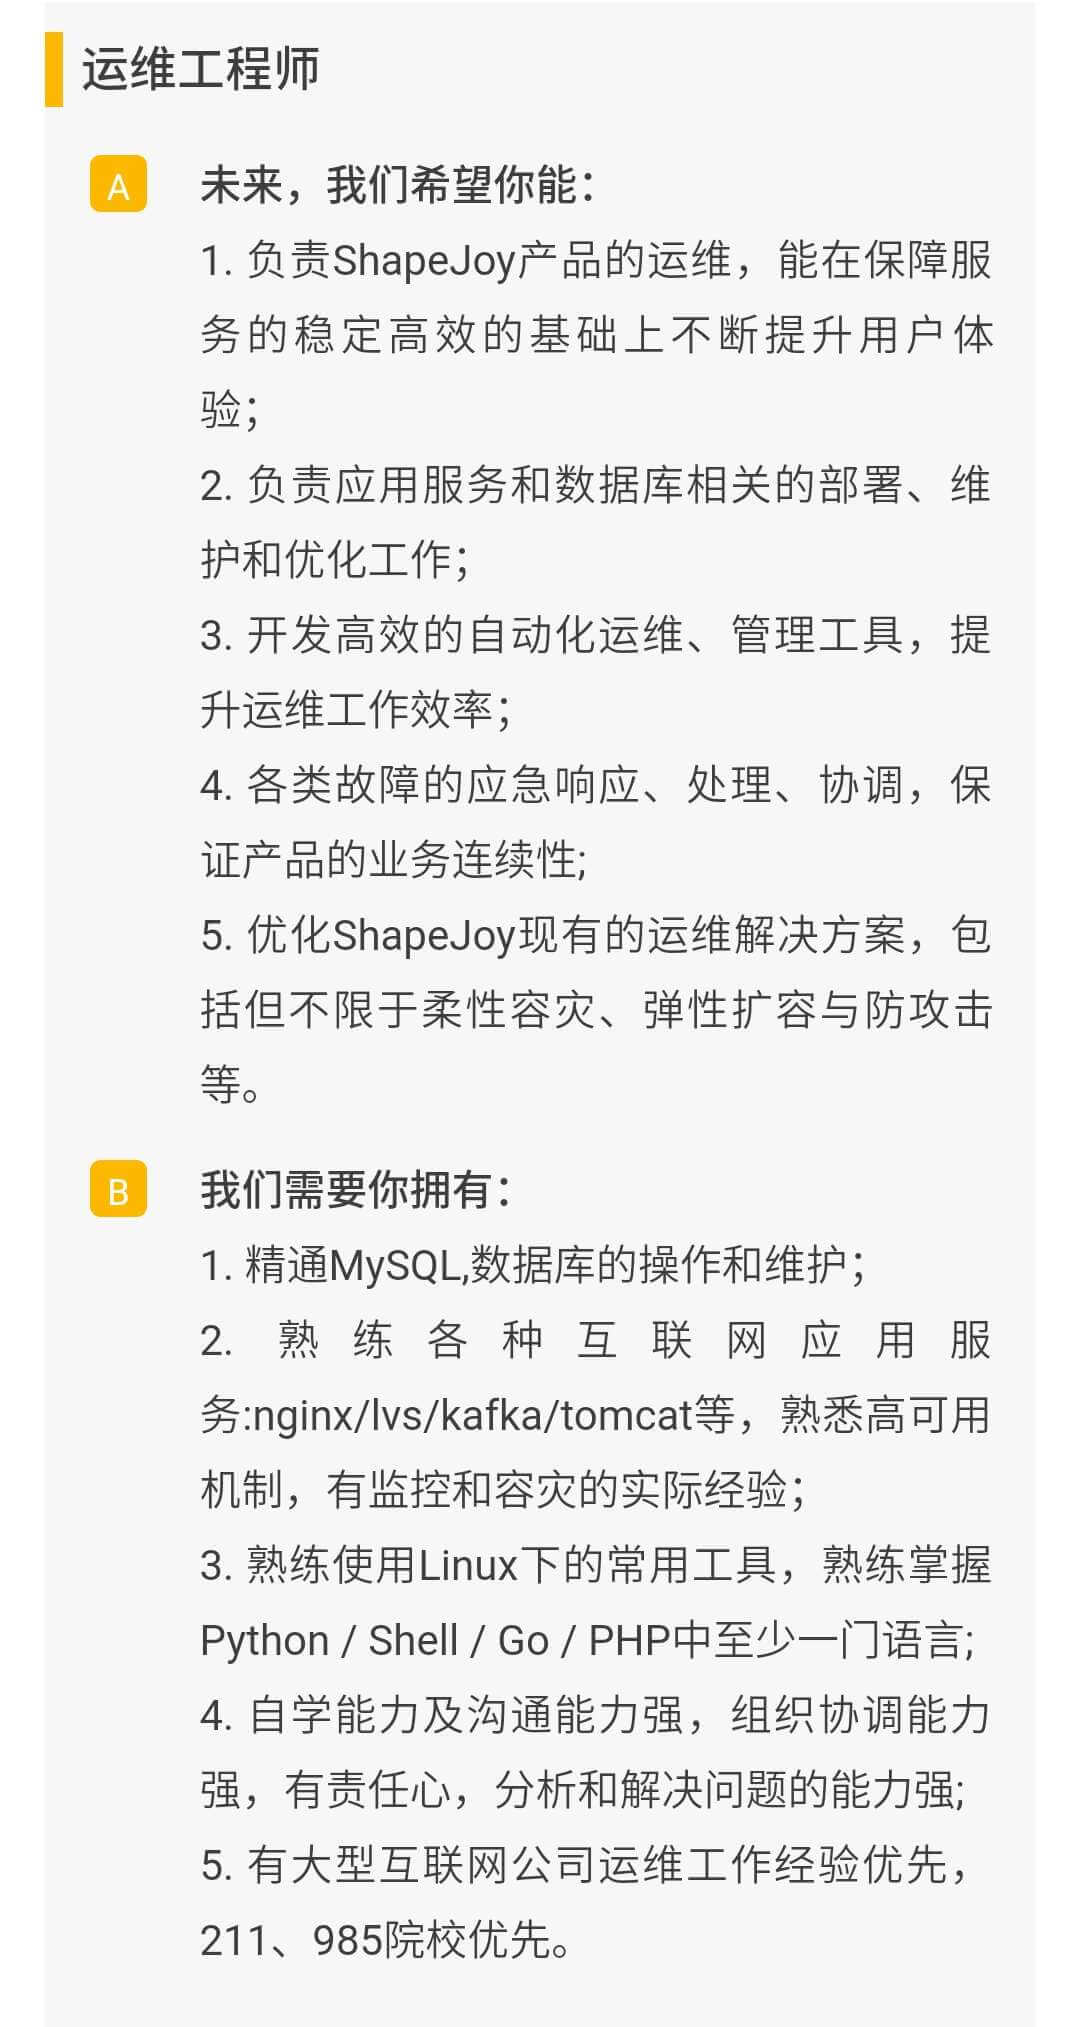 运维工程师
A
未来，我们希望你能：
1. 负责ShapeJoy产品的运维，能在保障服
务的稳定高效的基础上不断提升用户体
验；
2. 负责应用服务和数据库相关的部署、维
护和优化工作；
3. 开发高效的自动化运维、管理工具，提
升运维工作效率；
4. 各类故障的应急响应、处理、协调，保
证产品的业务连续性;
5. 优化ShapeJoy现有的运维解决方案，包
括但不限于柔性容灾、弹性扩容与防攻击
等。
B
我们需要你拥有：
1. 精通MySQL,数据库的操作和维护；
2. 熟练各种互联网应用服
务:nginx/lvs/kafka/tomcat等，熟悉高可用
机制，有监控和容灾的实际经验；
3. 熟练使用Linux下的常用工具，熟练掌握
Python / Shell / Go / PHP中至少一门语言;
4. 自学能力及沟通能力强，组织协调能力
强，有责任心，分析和解决问题的能力强;
5. 有大型互联网公司运维工作经验优先，
211、985院校优先。